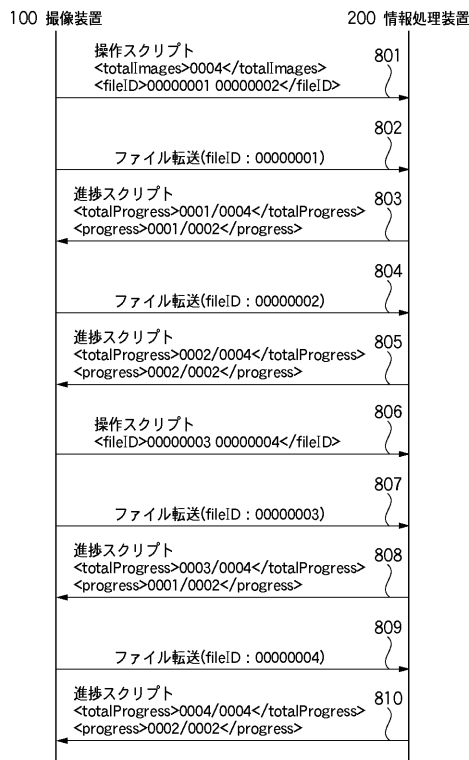 100 撮像装置
200 情報処理装置
操作スクリプト
<totalImages>0004</totalImages>
<fileID>00000001 00000002</fileID>
801
802
ファイル転送(fileID：00000001)
進捗スクリプト
<totalProgress>0001/0004</totalProgress>
<progress>0001/0002</progress>
803
804
ファイル転送(fileID：00000002)
進捗スクリプト
<totalProgress>0002/0004</totalProgress>
<progress>0002/0002</progress>
805
806
操作スクリプト
<fileID>00000003 00000004</fileID>
807
ファイル転送(fileID：00000003)
進捗スクリプト
<totalProgress>0003/0004</totalProgress>
<progress>0001/0002</progress>
808
809
ファイル転送(fileID：00000004)
進捗スクリプト
<totalProgress>0004/0004</totalProgress>
<progress>0002/0002</progress>
810